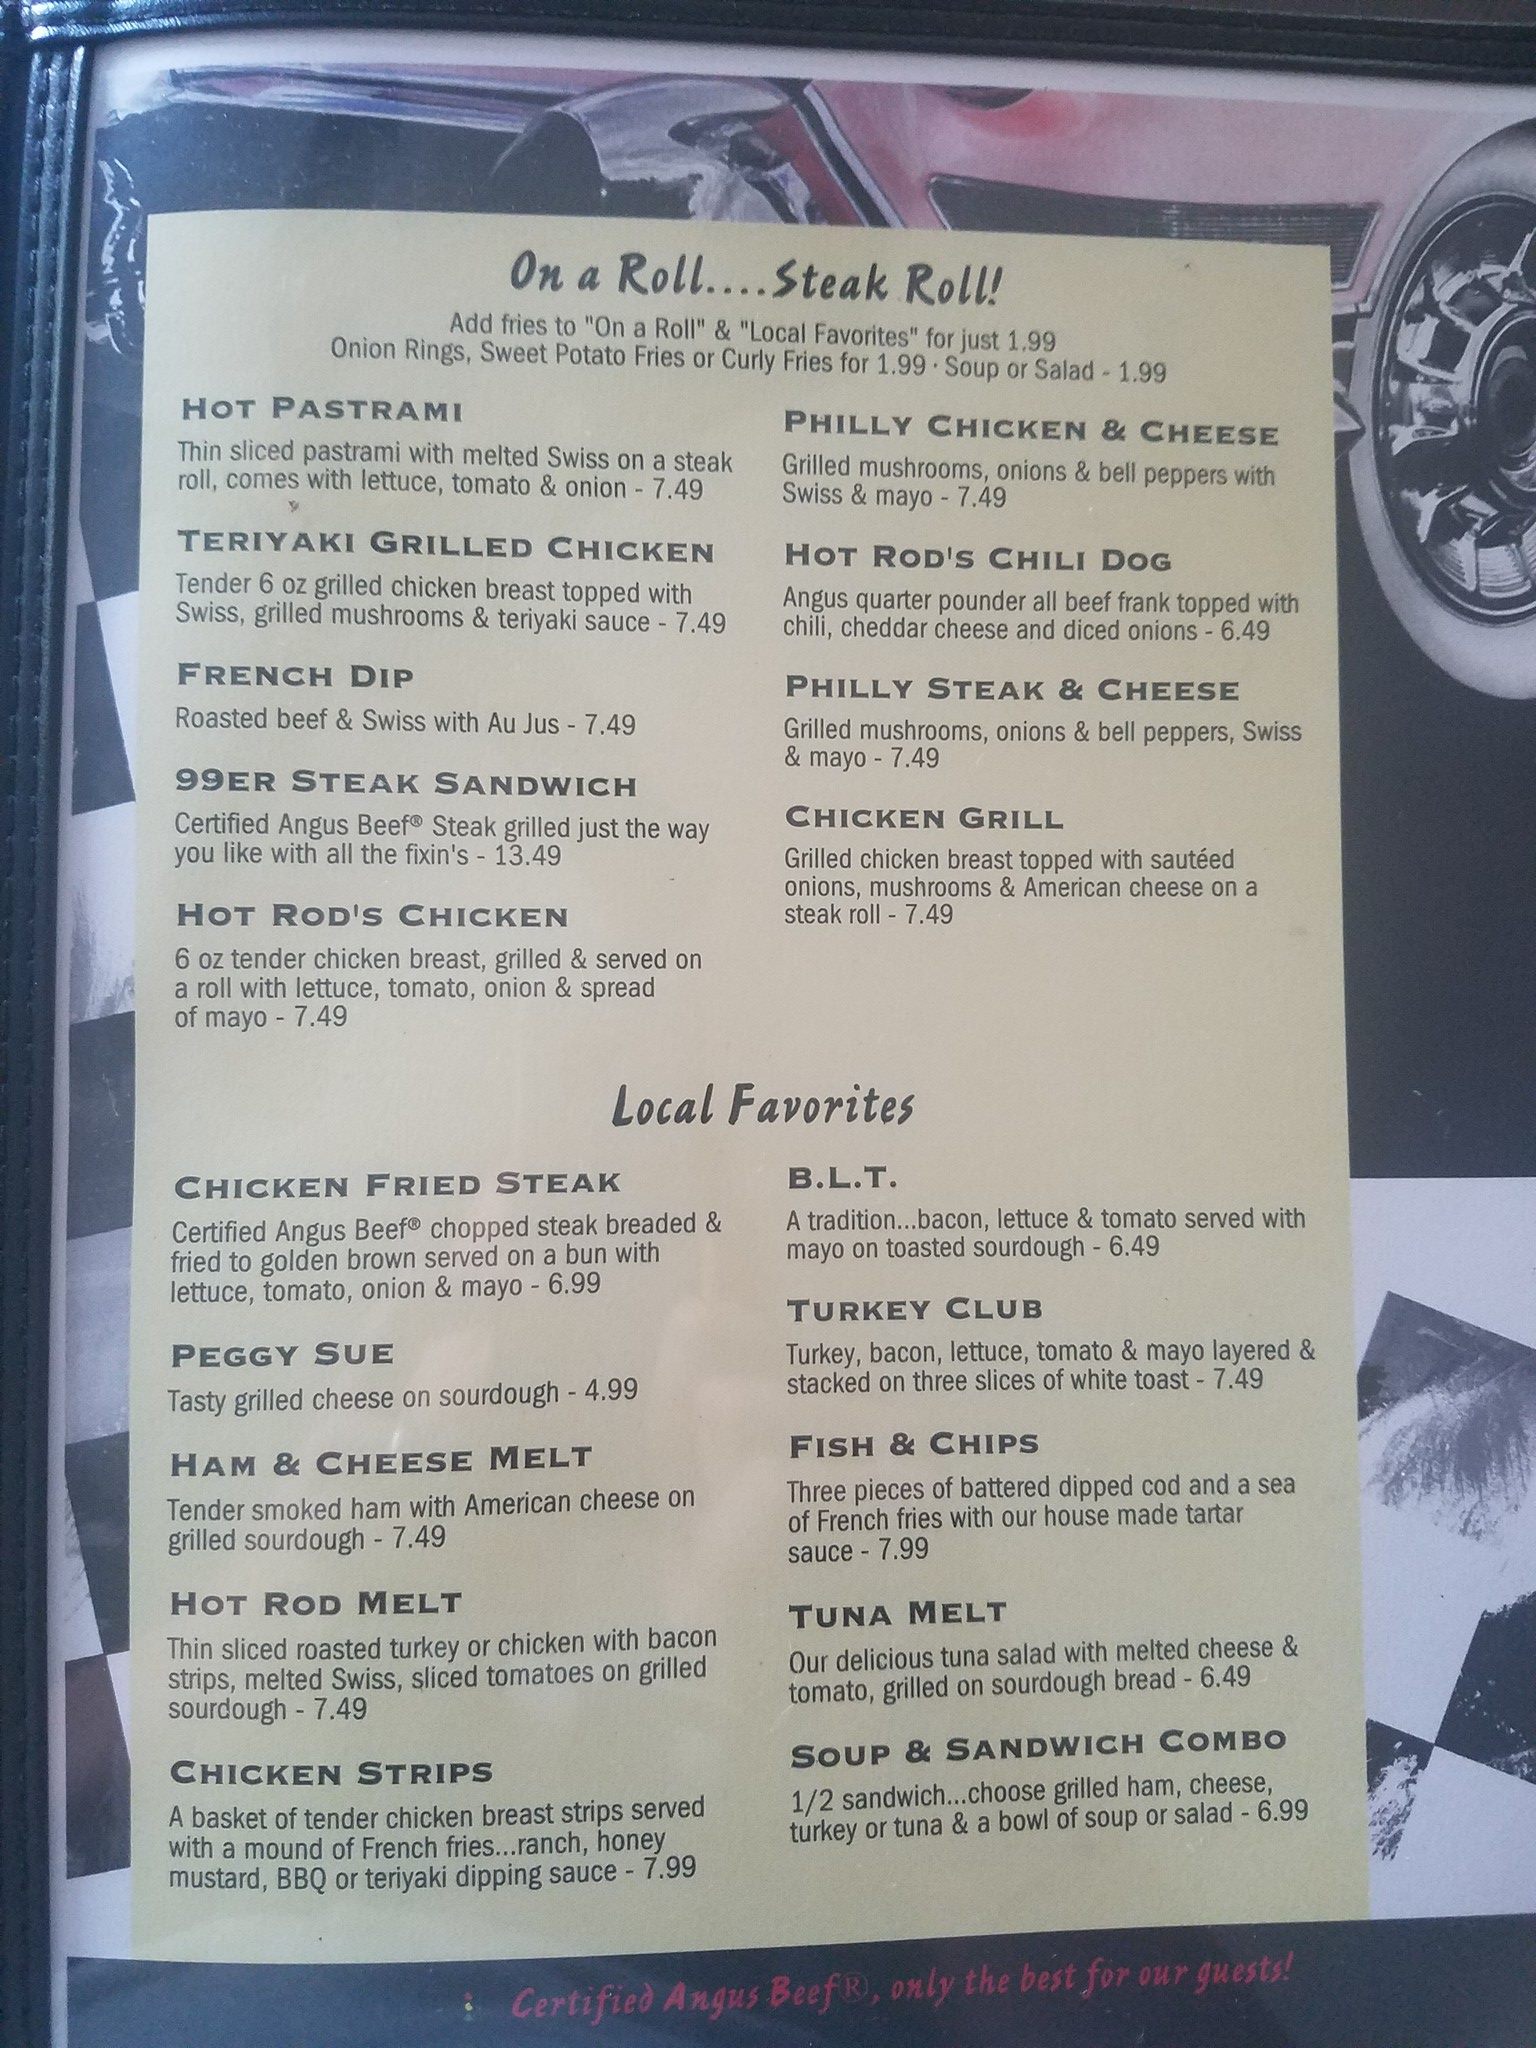 On a Roll....Steak Roll!
Add fries to "On a Roll" & "Local Favorites" for just 1.99
Onion Rings, Sweet Potato Fries or Curly Fries for 1.99 · Soup or Salad - 1.99
HOT PASTRAMI
Thin sliced pastrami with melted Swiss on a steak
roll, comes with lettuce, tomato & onion - 7.49
TERIYAKI GRILLED CHICKEN
Tender 6 oz grilled chicken breast topped with
Swiss, grilled mushrooms & teriyaki sauce - 7.49
FRENCH DIP
Roasted beef & Swiss with Au Jus - 7.49
99ER STEAK SANDWICH
Certified Angus Beef® Steak grilled just the way
you like with all the fixin's - 13.49
HOT ROD'S CHICKEN
6 oz tender chicken breast, grilled & served on
a roll with lettuce, tomato, onion & spread
of mayo - 7.49
PHILLY CHICKEN & CHEESE
Grilled mushrooms, onions & bell peppers with
Swiss & mayo - 7.49
HOT ROD'S CHILI DOG
Angus quarter pounder all beef frank topped with
chili, cheddar cheese and diced onions - 6.49
PHILLY STEAK & CHEESE
Grilled mushrooms, onions & bell peppers, Swiss
& mayo - 7.49
CHICKEN GRILL
Grilled chicken breast topped with sautéed
onions, mushrooms & American cheese on a
steak roll - 7.49
Local Favorites
CHICKEN FRIED STEAK
Certified Angus Beef® chopped steak breaded &
fried to golden brown served on a bun with
lettuce, tomato, onion & mayo - 6.99
PEGGY SUE
Tasty grilled cheese on sourdough - 4.99
HAM & CHEESE MELT
Tender smoked ham with American cheese on
grilled sourdough - 7.49
HOT ROD MELT
Thin sliced roasted turkey or chicken with bacon
strips, melted Swiss, sliced tomatoes on grilled
sourdough - 7.49
CHICKEN STRIPS
A basket of tender chicken breast strips served
with a mound of French fries...ranch, honey
mustard, BBQ or teriyaki dipping sauce - 7.99
B.L.T.
A tradition...bacon, lettuce & tomato served with
mayo on toasted sourdough - 6.49
TURKEY CLUB
Turkey, bacon, lettuce, tomato & mayo layered &
stacked on three slices of white toast - 7.49
FISH & CHIPS
Three pieces of battered dipped cod and a sea
of French fries with our house made tartar
sauce - 7.99
TUNA MELT
Our delicious tuna salad with melted cheese &
tomato, grilled on sourdough bread - 6.49
SOUP & SANDWICH COMBO
1/2 sandwich...choose grilled ham, cheese,
turkey or tuna & a bowl of soup or salad - 6.99
Certified Angus Beef®, only the best for our guests!